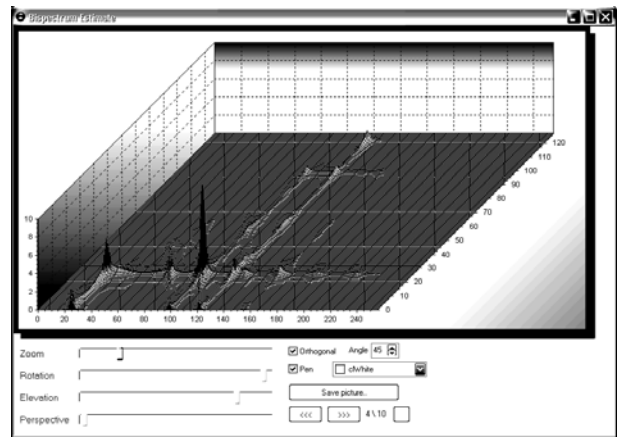 Bispectrum Estimate
10
8
6
4
2
0
0 20 40 60 80 100 120 140 160 180 200 220 240
0
10
20
30
40
50
60
70
80
90
100
110
120
Zoom
Rotation
Elevation
Perspective
Orthogonal Angle 45
Pen clWhite
Save picture..
<<< >>> 4 \ 10